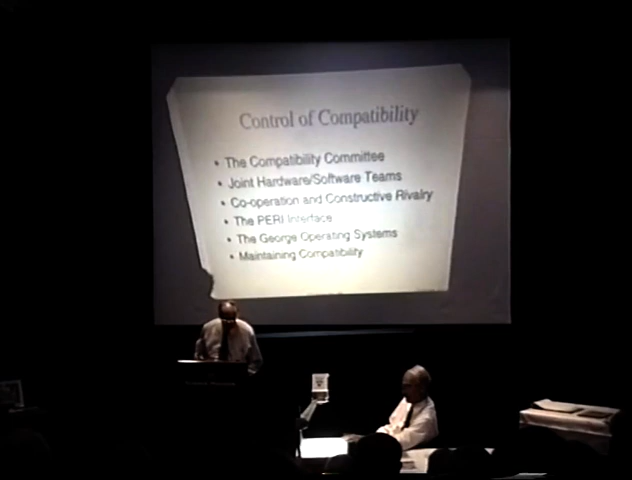 Control of Compatibility
• The Compatibility Committee
• Joint Hardware/Software Teams
• Co-operation and Constructive Rivalry
• The PERI Interface
• The George Operating Systems
• Maintaining Compatibility